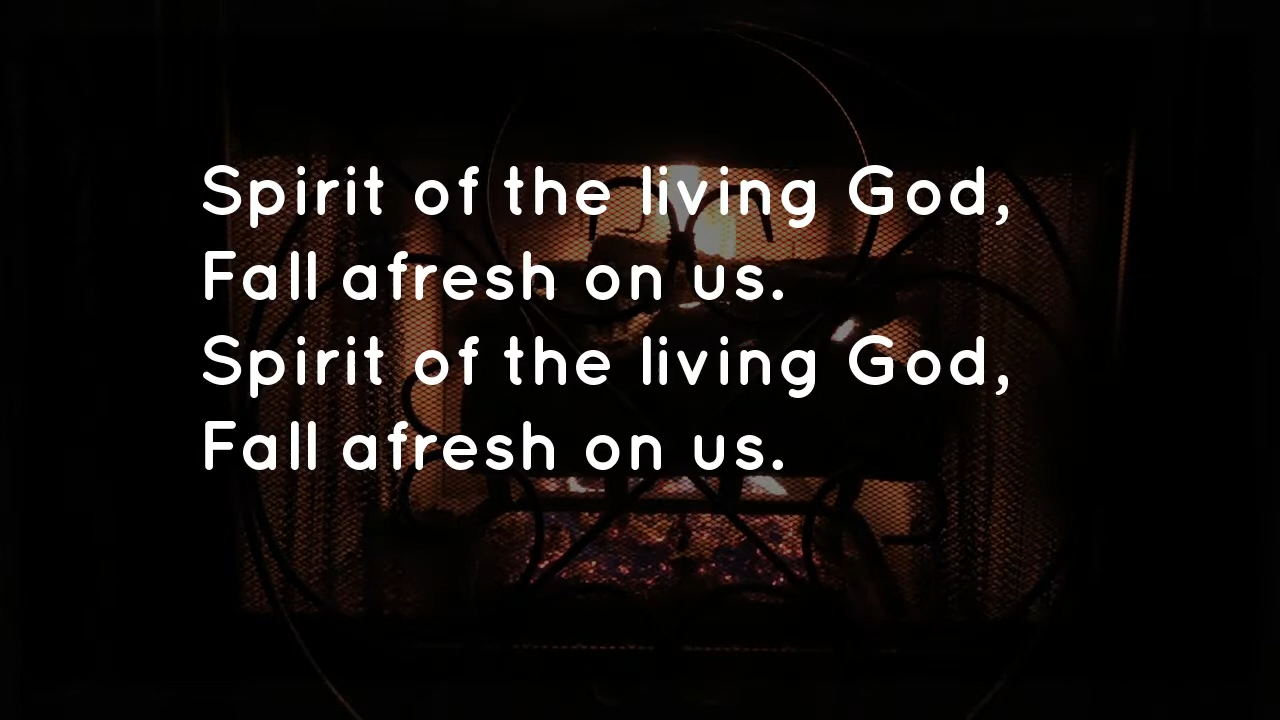 Spirit of the living God,
Fall afresh on us.
Spirit of the living God,
Fall afresh on us.